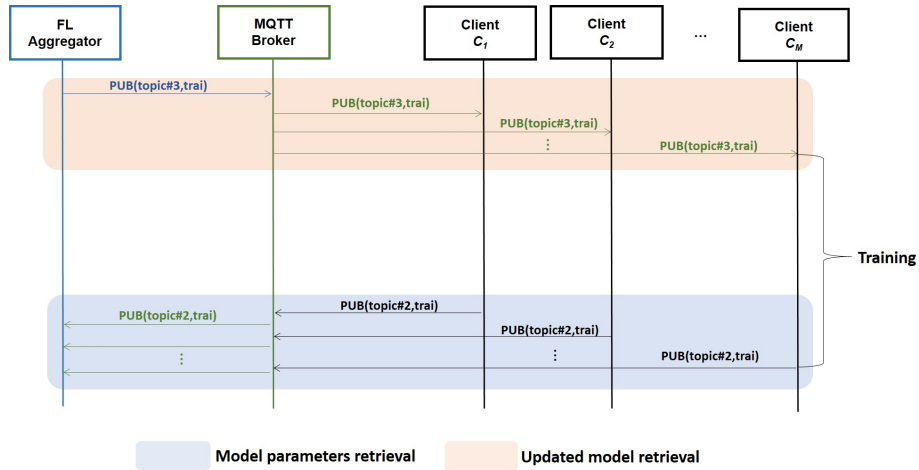 FL
Aggregator
MQTT
Broker
Client
C1
Client
C2
...
Client
CM
PUB(topic#3,trai)
PUB(topic#3,trai)
PUB(topic#3,trai)
PUB(topic#3,trai)
Training
PUB(topic#2,trai)
PUB(topic#2,trai)
PUB(topic#2,trai)
PUB(topic#2,trai)
Model parameters retrieval
Updated model retrieval